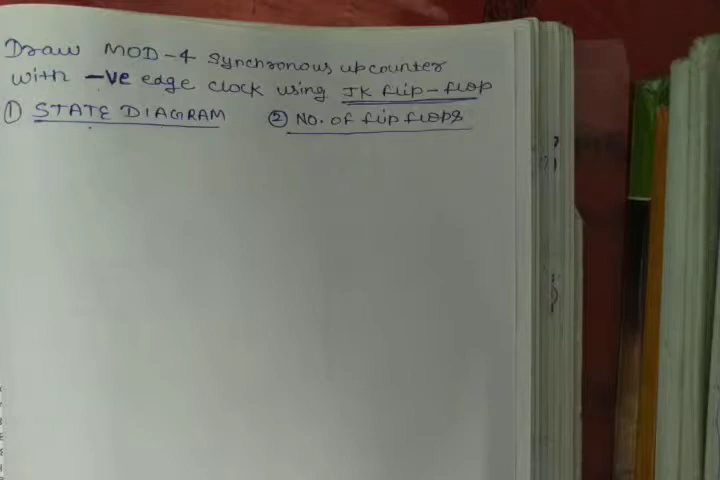 Draw MOD-4 synchronous upcounter
with -ve edge clock using JK flip-flop
① STATE DIAGRAM ② NO. of flip flops